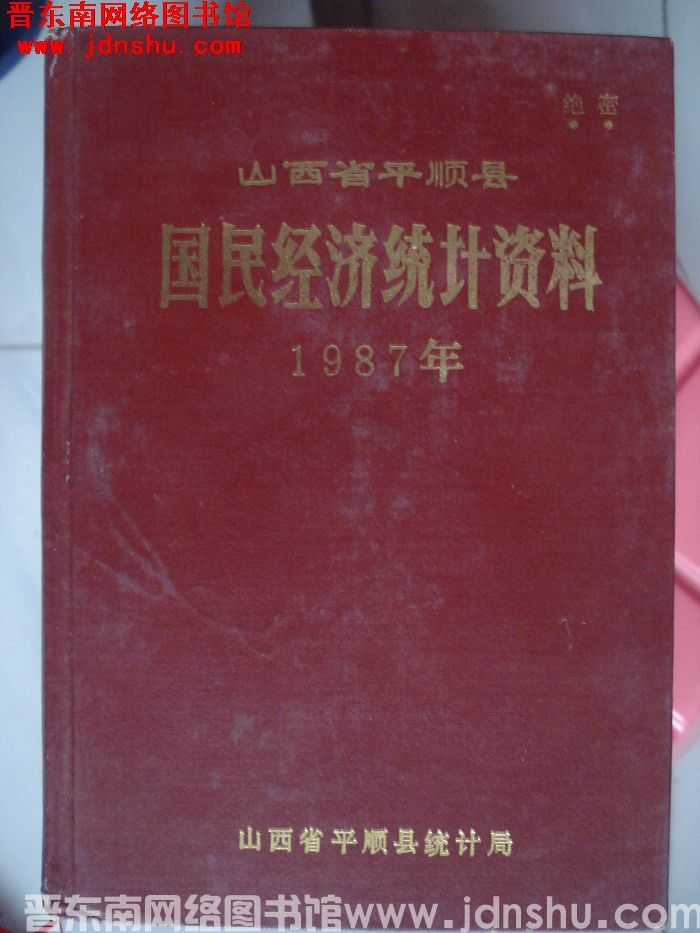 晋东南网络图书馆
www.jdnshu.com
绝密
山西省平顺县
国民经济统计资料
1987年
山西省平顺县统计局
晋东南网络图书馆www.jdnshu.com